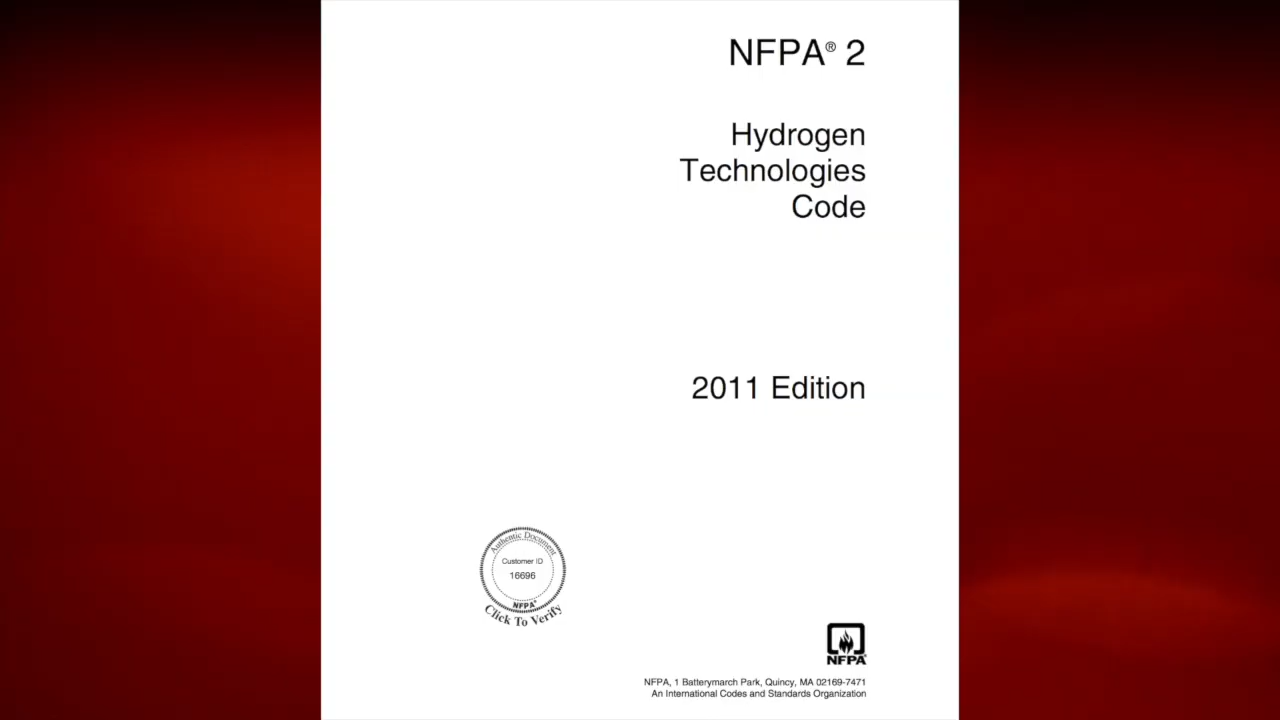 NFPA® 2
Hydrogen
Technologies
Code
2011 Edition
Authentic Document
Customer ID
16696
NFPA®
Click To Verify
NFPA
NFPA, 1 Batterymarch Park, Quincy, MA 02169-7471
An International Codes and Standards Organization